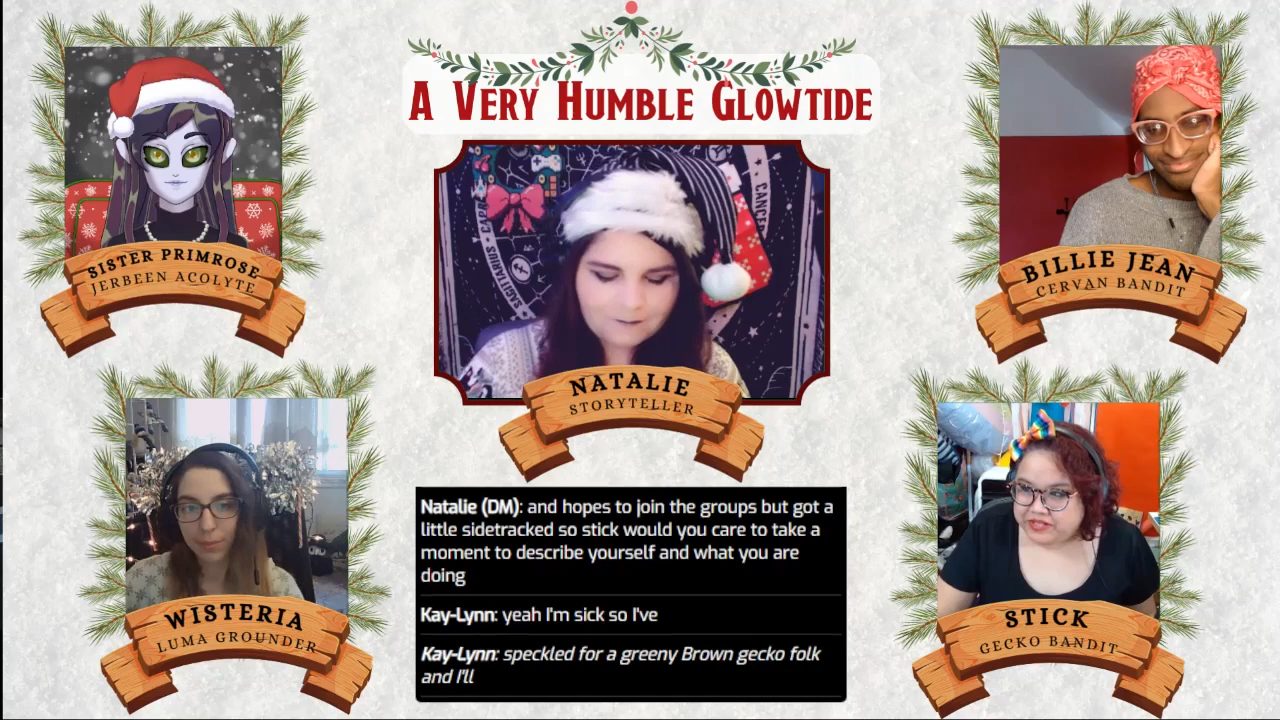 A Very Humble Glowtide
SISTER PRIMROSE
JERBEEN ACOLYTE
BILLIE JEAN
CERVAN BANDIT
CAPR
SAGITTARIUS
CANCER
NATALIE
STORYTELLER
WISTERIA
LUMA GROUNDER
Natalie (DM): and hopes to join the groups but got a
little sidetracked so stick would you care to take a
moment to describe yourself and what you are
doing
Kay-Lynn: yeah I'm sick so I've
Kay-Lynn: speckled for a greeny Brown gecko folk
and I'll
STICK
GECKO BANDIT